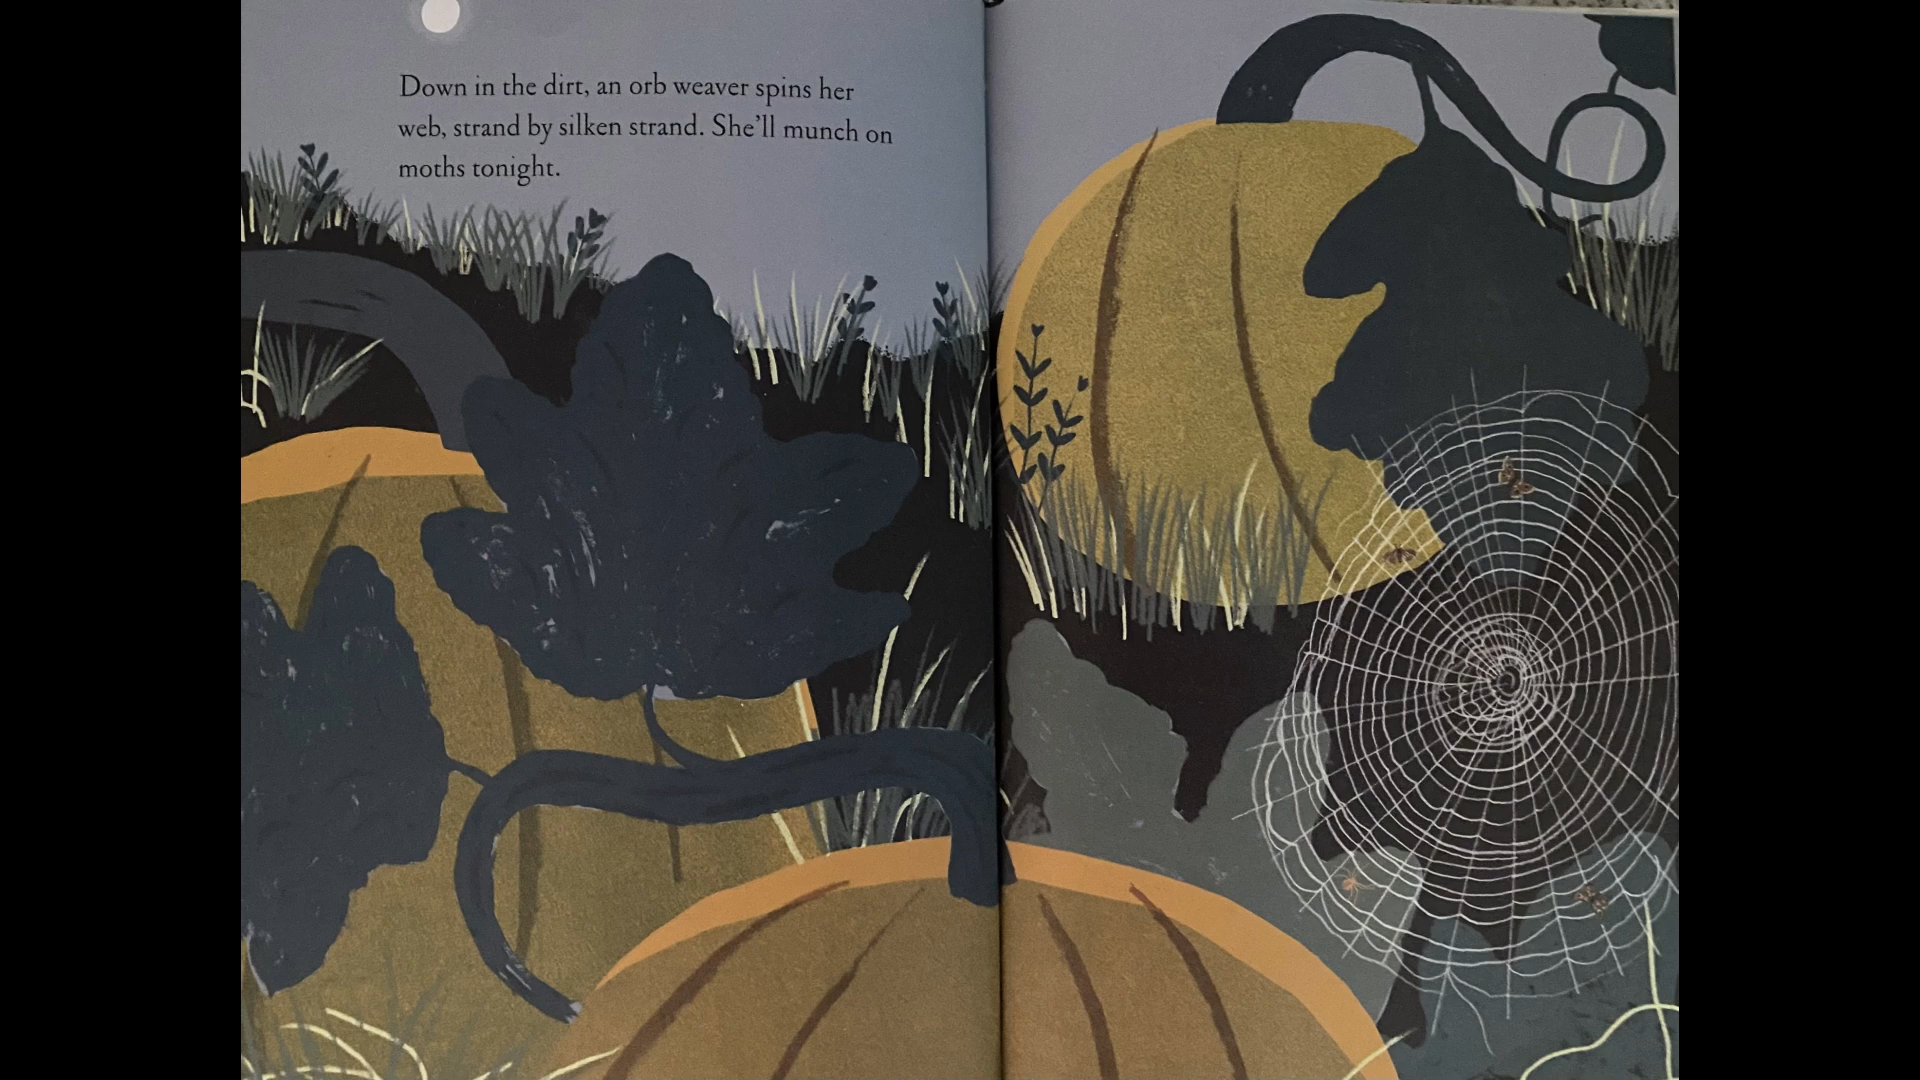 Down in the dirt, an orb weaver spins her
web, strand by silken strand. She’ll munch on
moths tonight.